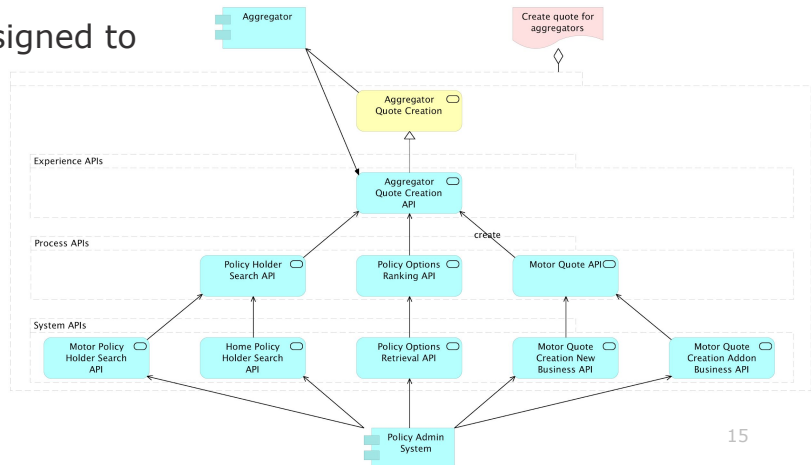 signed to
Aggregator
Create quote for
aggregators
Aggregator
Quote Creation
Experience APIs
Aggregator
Quote Creation
API
create
Process APIs
Policy Holder
Search API
Policy Options
Ranking API
Motor Quote API
System APIs
Motor Policy
Holder Search
API
Home Policy
Holder Search
API
Policy Options
Retrieval API
Motor Quote
Creation New
Business API
Motor Quote
Creation Addon
Business API
Policy Admin
System
15